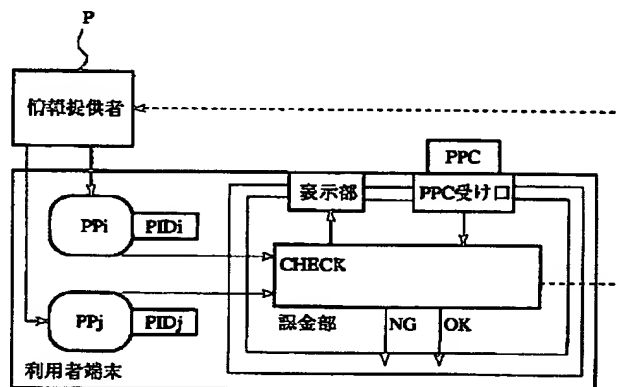 P
情報提供者
PPC
表示部
PPC受け口
PPi
PIDi
CHECK
PPj
PIDj
課金部
NG
OK
利用者端末